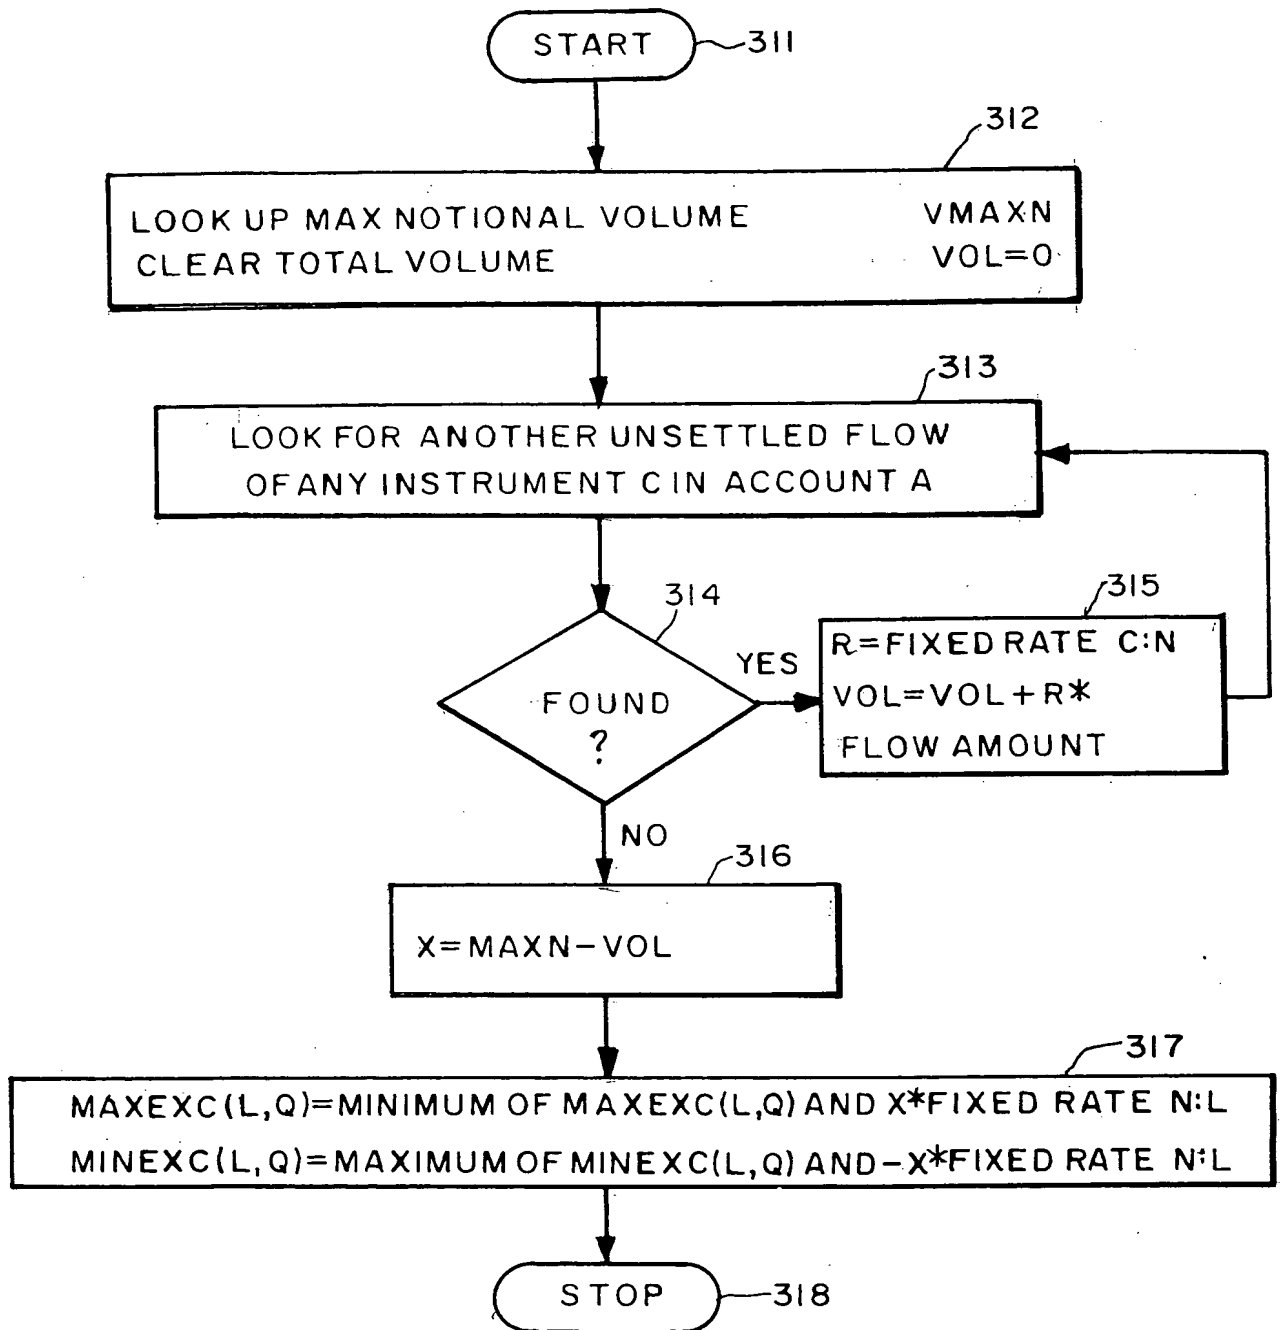 START
311
312
LOOK UP MAX NOTIONAL VOLUME VMAXN
CLEAR TOTAL VOLUME VOL=0
313
LOOK FOR ANOTHER UNSETTLED FLOW
OF ANY INSTRUMENT C IN ACCOUNT A
314
FOUND
?
YES
315
R=FIXED RATE C:N
VOL=VOL+R*
FLOW AMOUNT
NO
316
X=MAXN-VOL
317
MAXEXC(L,Q)=MINIMUM OF MAXEXC(L,Q) AND X*FIXED RATE N:L
MINEXC(L,Q)=MAXIMUM OF MINEXC(L,Q) AND-X*FIXED RATE N:L
STOP
318